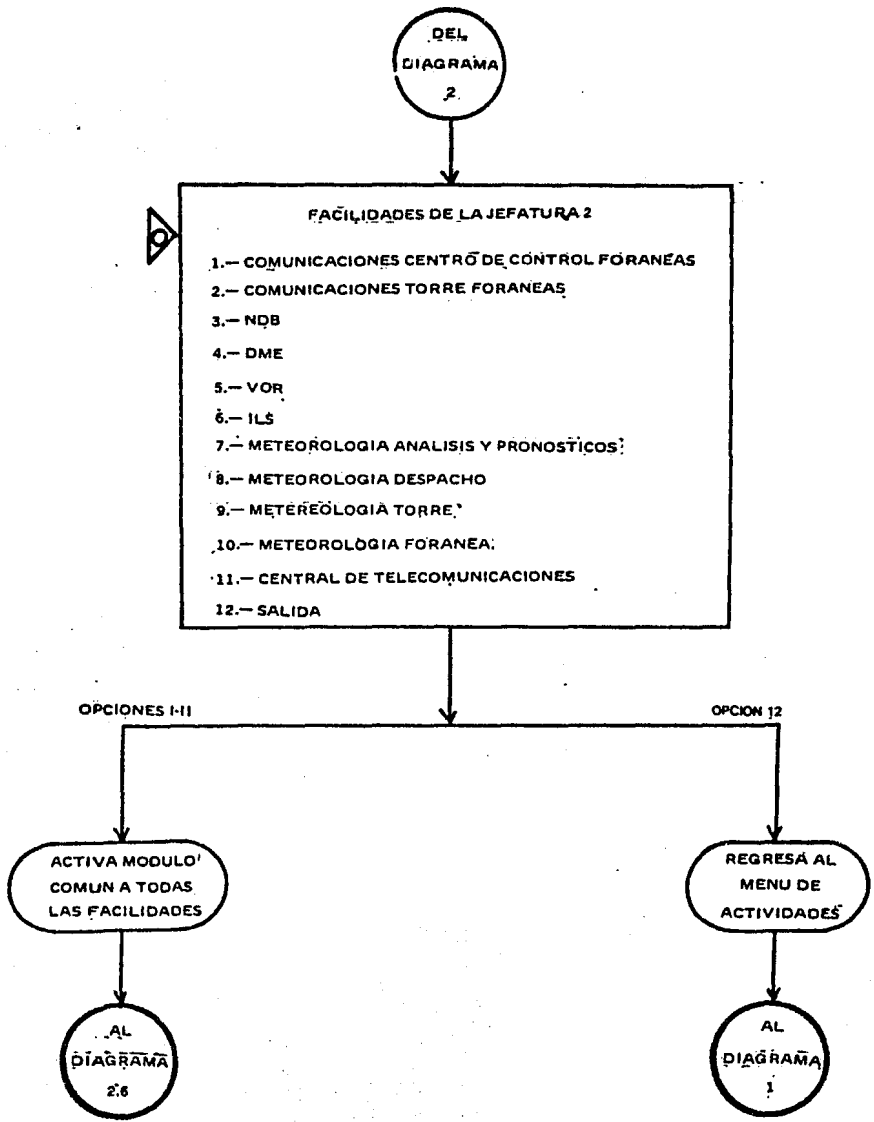 DEL
DIAGRAMA
2
FACILIDADES DE LA JEFATURA 2
1.— COMUNICACIONES CENTRO DE CONTROL FORANEAS
2.— COMUNICACIONES TORRE FORANEAS
3.— NDB
4.— DME
5.— VOR
6.— ILS
7.— METEOROLOGIA ANALISIS Y PRONOSTICOS
8.— METEOROLOGIA DESPACHO
9.— METEREOLOGIA TORRE
10.— METEOROLOGIA FORANEA
11.— CENTRAL DE TELECOMUNICACIONES
12.— SALIDA
OPCIONES 1-11
OPCION 12
ACTIVA MODULO
COMUN A TODAS
LAS FACILIDADES
REGRESA AL
MENU DE
ACTIVIDADES
AL
DIAGRAMA
2.6
AL
DIAGRAMA
1